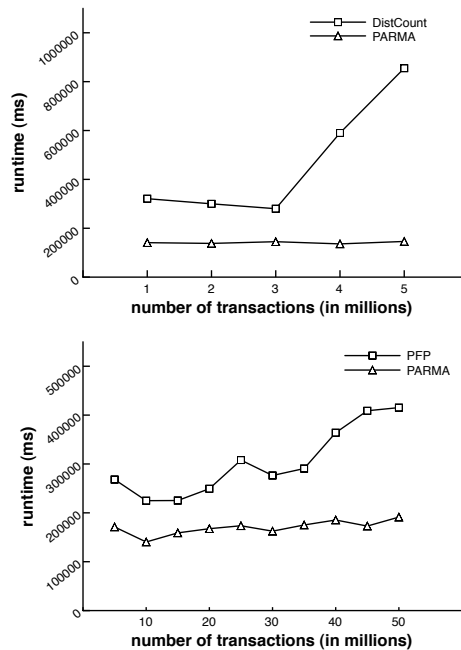 DistCount
PARMA
1000000
800000
600000
400000
200000
0
runtime (ms)
1 2 3 4 5
number of transactions (in millions)
PFP
PARMA
500000
400000
300000
200000
100000
0
runtime (ms)
10 20 30 40 50
number of transactions (in millions)